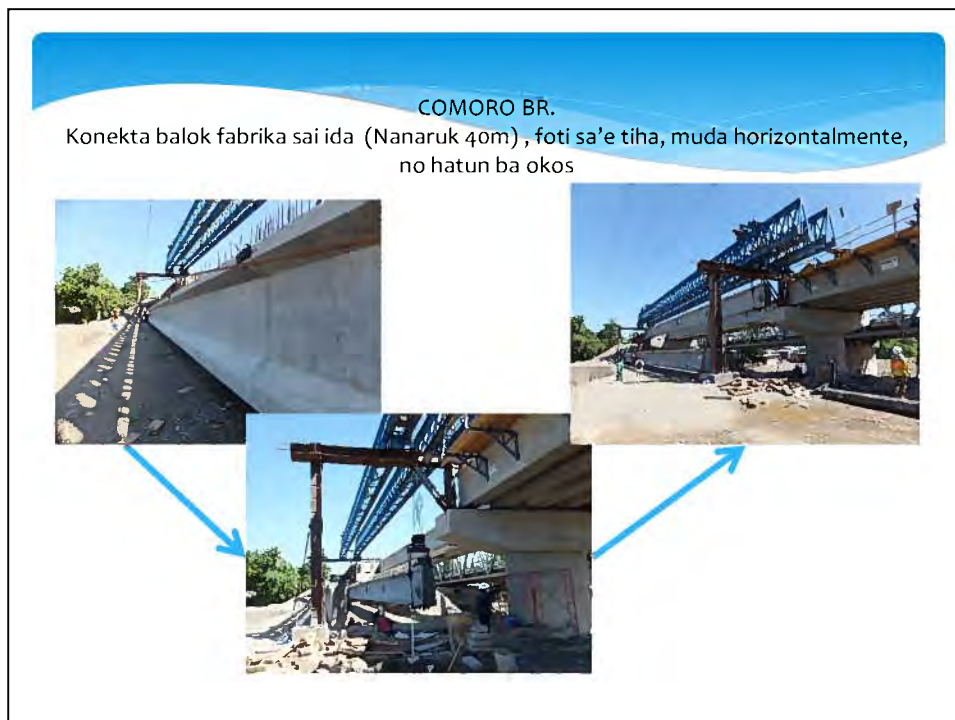 COMORO BR.
Konekta balok fabrika sai ida (Nanaruk 40m) , foti sa’e tiha, muda horizontalmente,
no hatun ba okos